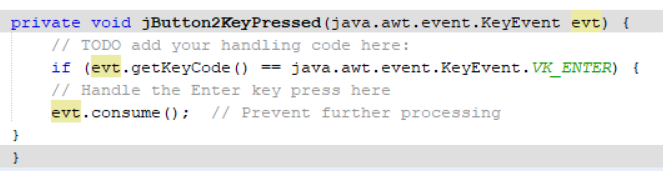 private void jButton2KeyPressed(java.awt.event.KeyEvent evt) {
    // TODO add your handling code here:
    if (evt.getKeyCode() == java.awt.event.KeyEvent.VK_ENTER) {
    // Handle the Enter key press here
    evt.consume();  // Prevent further processing
}
}